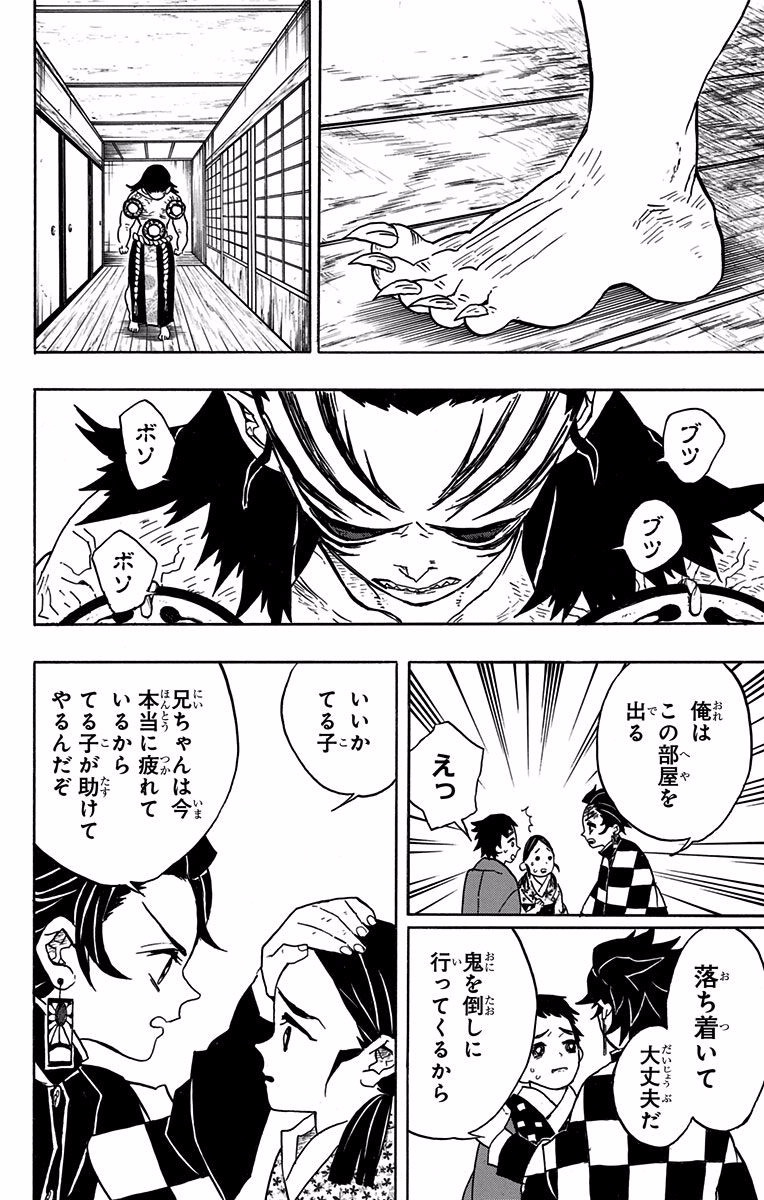 ブツ
ブツ
ボソ
ボソ
俺は
この部屋を
出る
えっ
落ち着いて
大丈夫だ
鬼を倒しに
行ってくるから
いいか
てる子
兄ちゃんは今
本当に疲れて
いるから
てる子が助けて
やるんだぞ